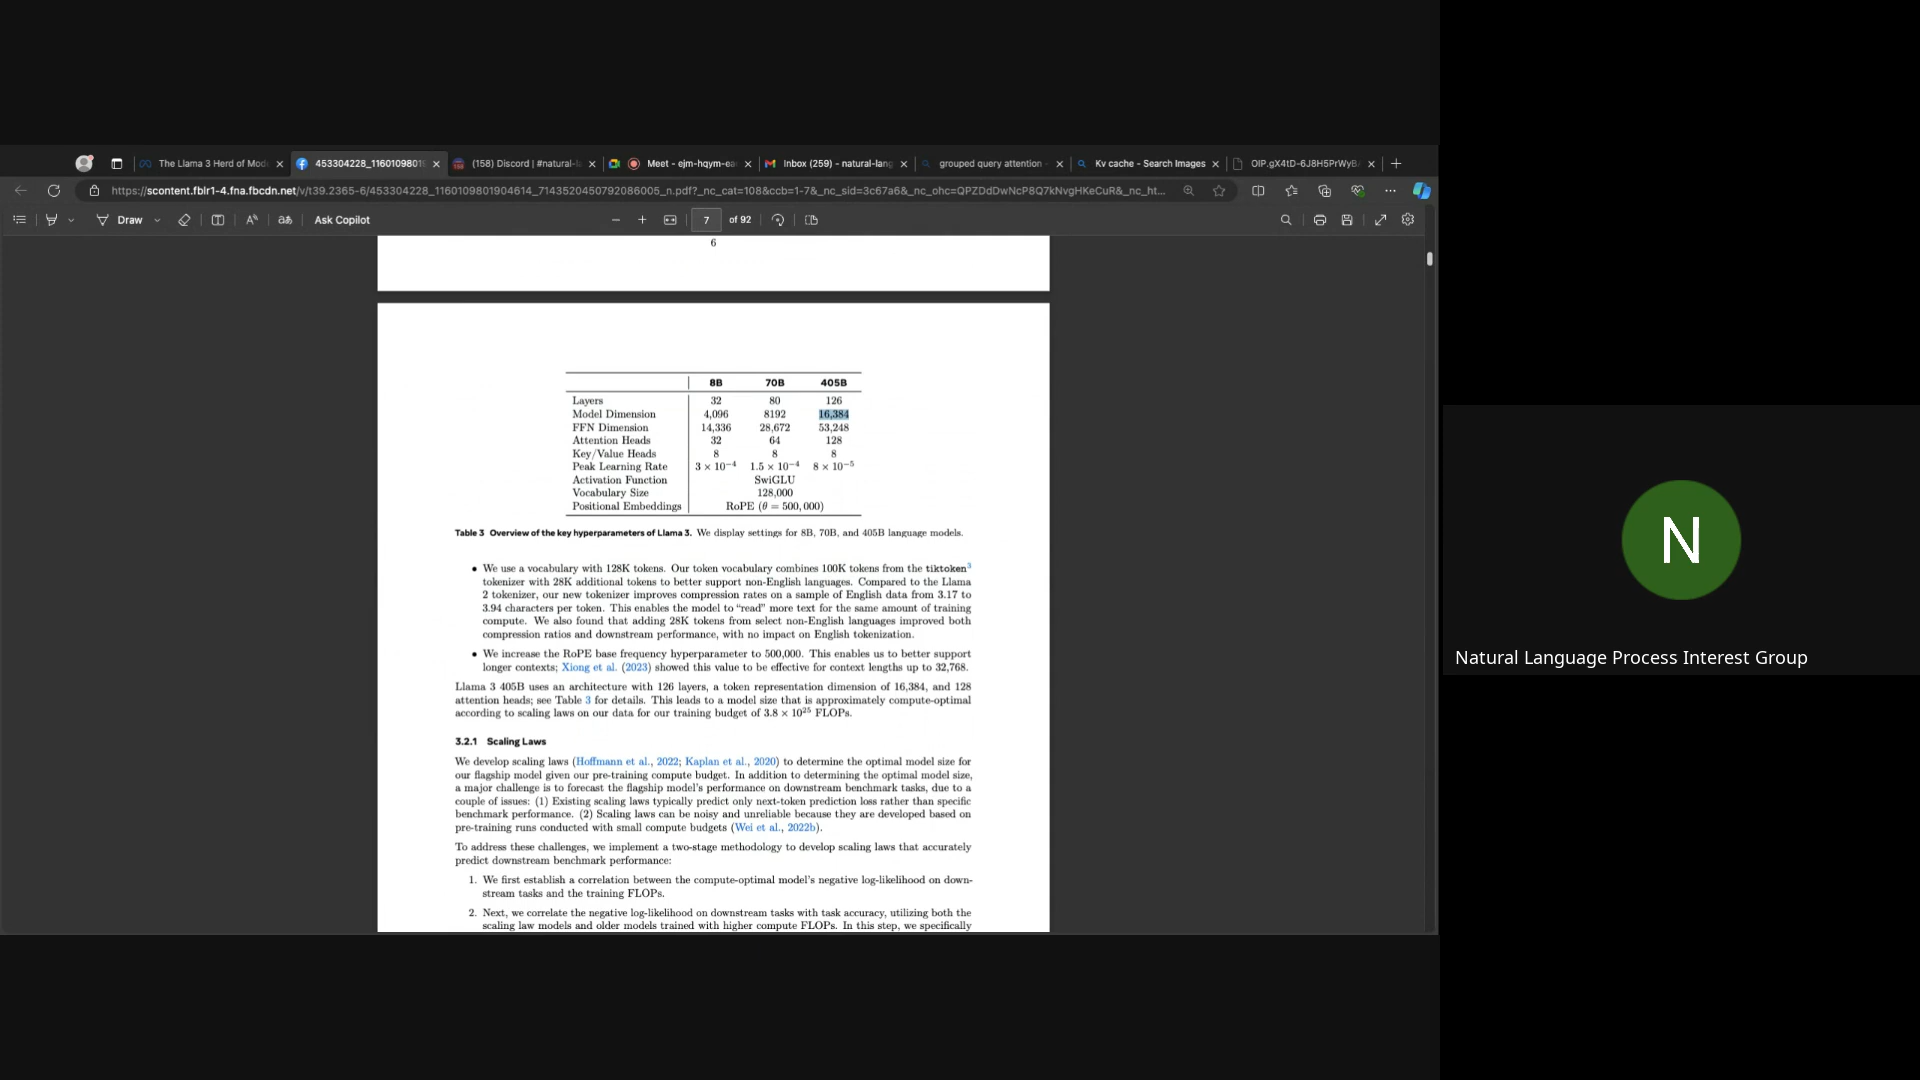 The Llama 3 Herd of Mod
453304228_1160109801
(158) Discord | #natural-l
Meet - ejm-hqym-ea
Inbox (259) - natural-lang
grouped query attention -
Kv cache - Search Images
OIP.gX4tD-6J8H5PrWyB
https://scontent.fblr1-4.fna.fbcdn.net/v/t39.2365-6/453304228_1160109801904614_7143520450792086005_n.pdf?_nc_cat=108&ccb=1-7&_nc_sid=3c67a6&_nc_ohc=QPZDdDwNcP8Q7kNvgHKeCuR&_nc_ht...
Draw
Ask Copilot
7 of 92
6
8B 70B 405B
Layers 32 80 126
Model Dimension 4,096 8192 16,384
FFN Dimension 14,336 28,672 53,248
Attention Heads 32 64 128
Key/Value Heads 8 8 8
Peak Learning Rate 3 × 10⁻⁴ 1.5 × 10⁻⁴ 8 × 10⁻⁵
Activation Function SwiGLU
Vocabulary Size 128,000
Positional Embeddings RoPE (θ = 500, 000)
Table 3 Overview of the key hyperparameters of Llama 3. We display settings for 8B, 70B, and 405B language models.
• We use a vocabulary with 128K tokens. Our token vocabulary combines 100K tokens from the tiktoken³
tokenizer with 28K additional tokens to better support non-English languages. Compared to the Llama
2 tokenizer, our new tokenizer improves compression rates on a sample of English data from 3.17 to
3.94 characters per token. This enables the model to “read” more text for the same amount of training
compute. We also found that adding 28K tokens from select non-English languages improved both
compression ratios and downstream performance, with no impact on English tokenization.
• We increase the RoPE base frequency hyperparameter to 500,000. This enables us to better support
longer contexts; Xiong et al. (2023) showed this value to be effective for context lengths up to 32,768.
Llama 3 405B uses an architecture with 126 layers, a token representation dimension of 16,384, and 128
attention heads; see Table 3 for details. This leads to a model size that is approximately compute-optimal
according to scaling laws on our data for our training budget of 3.8 × 10²⁵ FLOPs.
3.2.1 Scaling Laws
We develop scaling laws (Hoffmann et al., 2022; Kaplan et al., 2020) to determine the optimal model size for
our flagship model given our pre-training compute budget. In addition to determining the optimal model size,
a major challenge is to forecast the flagship model’s performance on downstream benchmark tasks, due to a
couple of issues: (1) Existing scaling laws typically predict only next-token prediction loss rather than specific
benchmark performance. (2) Scaling laws can be noisy and unreliable because they are developed based on
pre-training runs conducted with small compute budgets (Wei et al., 2022b).
To address these challenges, we implement a two-stage methodology to develop scaling laws that accurately
predict downstream benchmark performance:
1. We first establish a correlation between the compute-optimal model’s negative log-likelihood on down-
stream tasks and the training FLOPs.
2. Next, we correlate the negative log-likelihood on downstream tasks with task accuracy, utilizing both the
scaling law models and older models trained with higher compute FLOPs. In this step, we specifically
N
Natural Language Process Interest Group